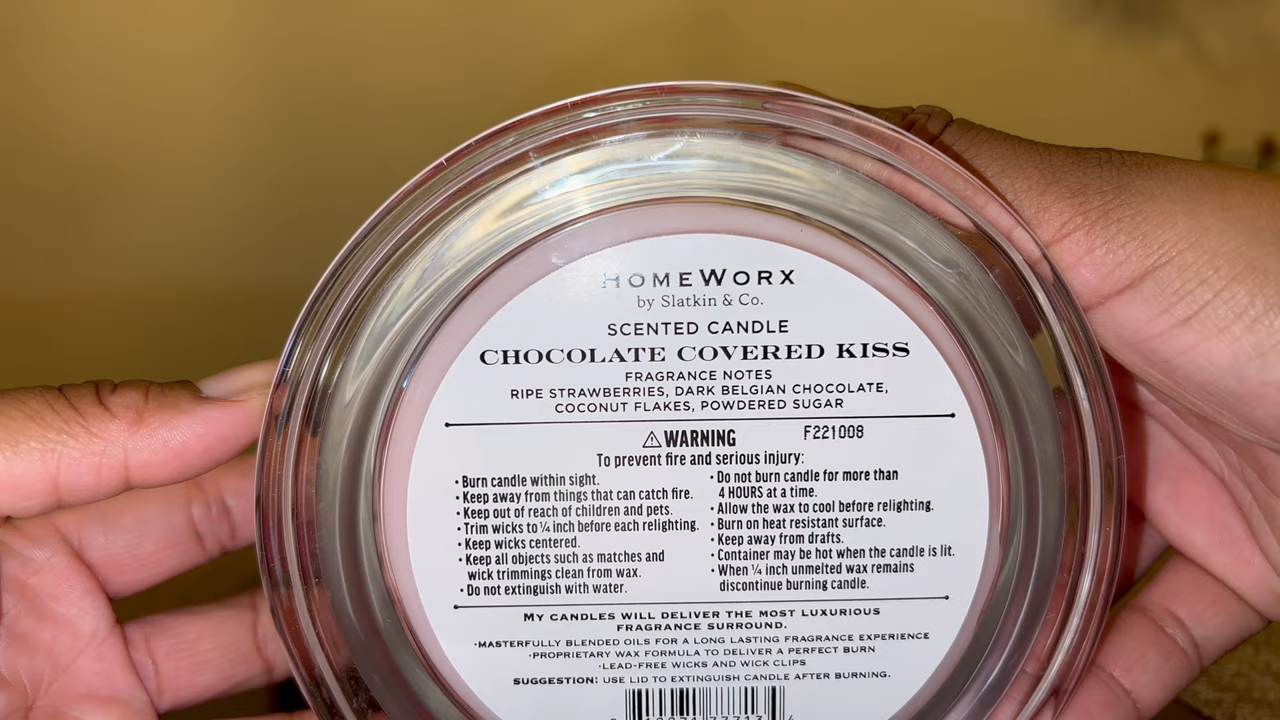 HOMEWORX
by Slatkin & Co.
SCENTED CANDLE
CHOCOLATE COVERED KISS
FRAGRANCE NOTES
RIPE STRAWBERRIES, DARK BELGIAN CHOCOLATE,
COCONUT FLAKES, POWDERED SUGAR
⚠WARNING F221008
To prevent fire and serious injury:
• Burn candle within sight.
• Keep away from things that can catch fire.
• Keep out of reach of children and pets.
• Trim wicks to ¼ inch before each relighting.
• Keep wicks centered.
• Keep all objects such as matches and
wick trimmings clean from wax.
• Do not extinguish with water.
• Do not burn candle for more than
4 HOURS at a time.
• Allow the wax to cool before relighting.
• Burn on heat resistant surface.
• Keep away from drafts.
• Container may be hot when the candle is lit.
• When ¼ inch unmelted wax remains
discontinue burning candle.
MY CANDLES WILL DELIVER THE MOST LUXURIOUS
FRAGRANCE SURROUND.
•MASTERFULLY BLENDED OILS FOR A LONG LASTING FRAGRANCE EXPERIENCE
•PROPRIETARY WAX FORMULA TO DELIVER A PERFECT BURN
•LEAD-FREE WICKS AND WICK CLIPS
SUGGESTION: USE LID TO EXTINGUISH CANDLE AFTER BURNING.